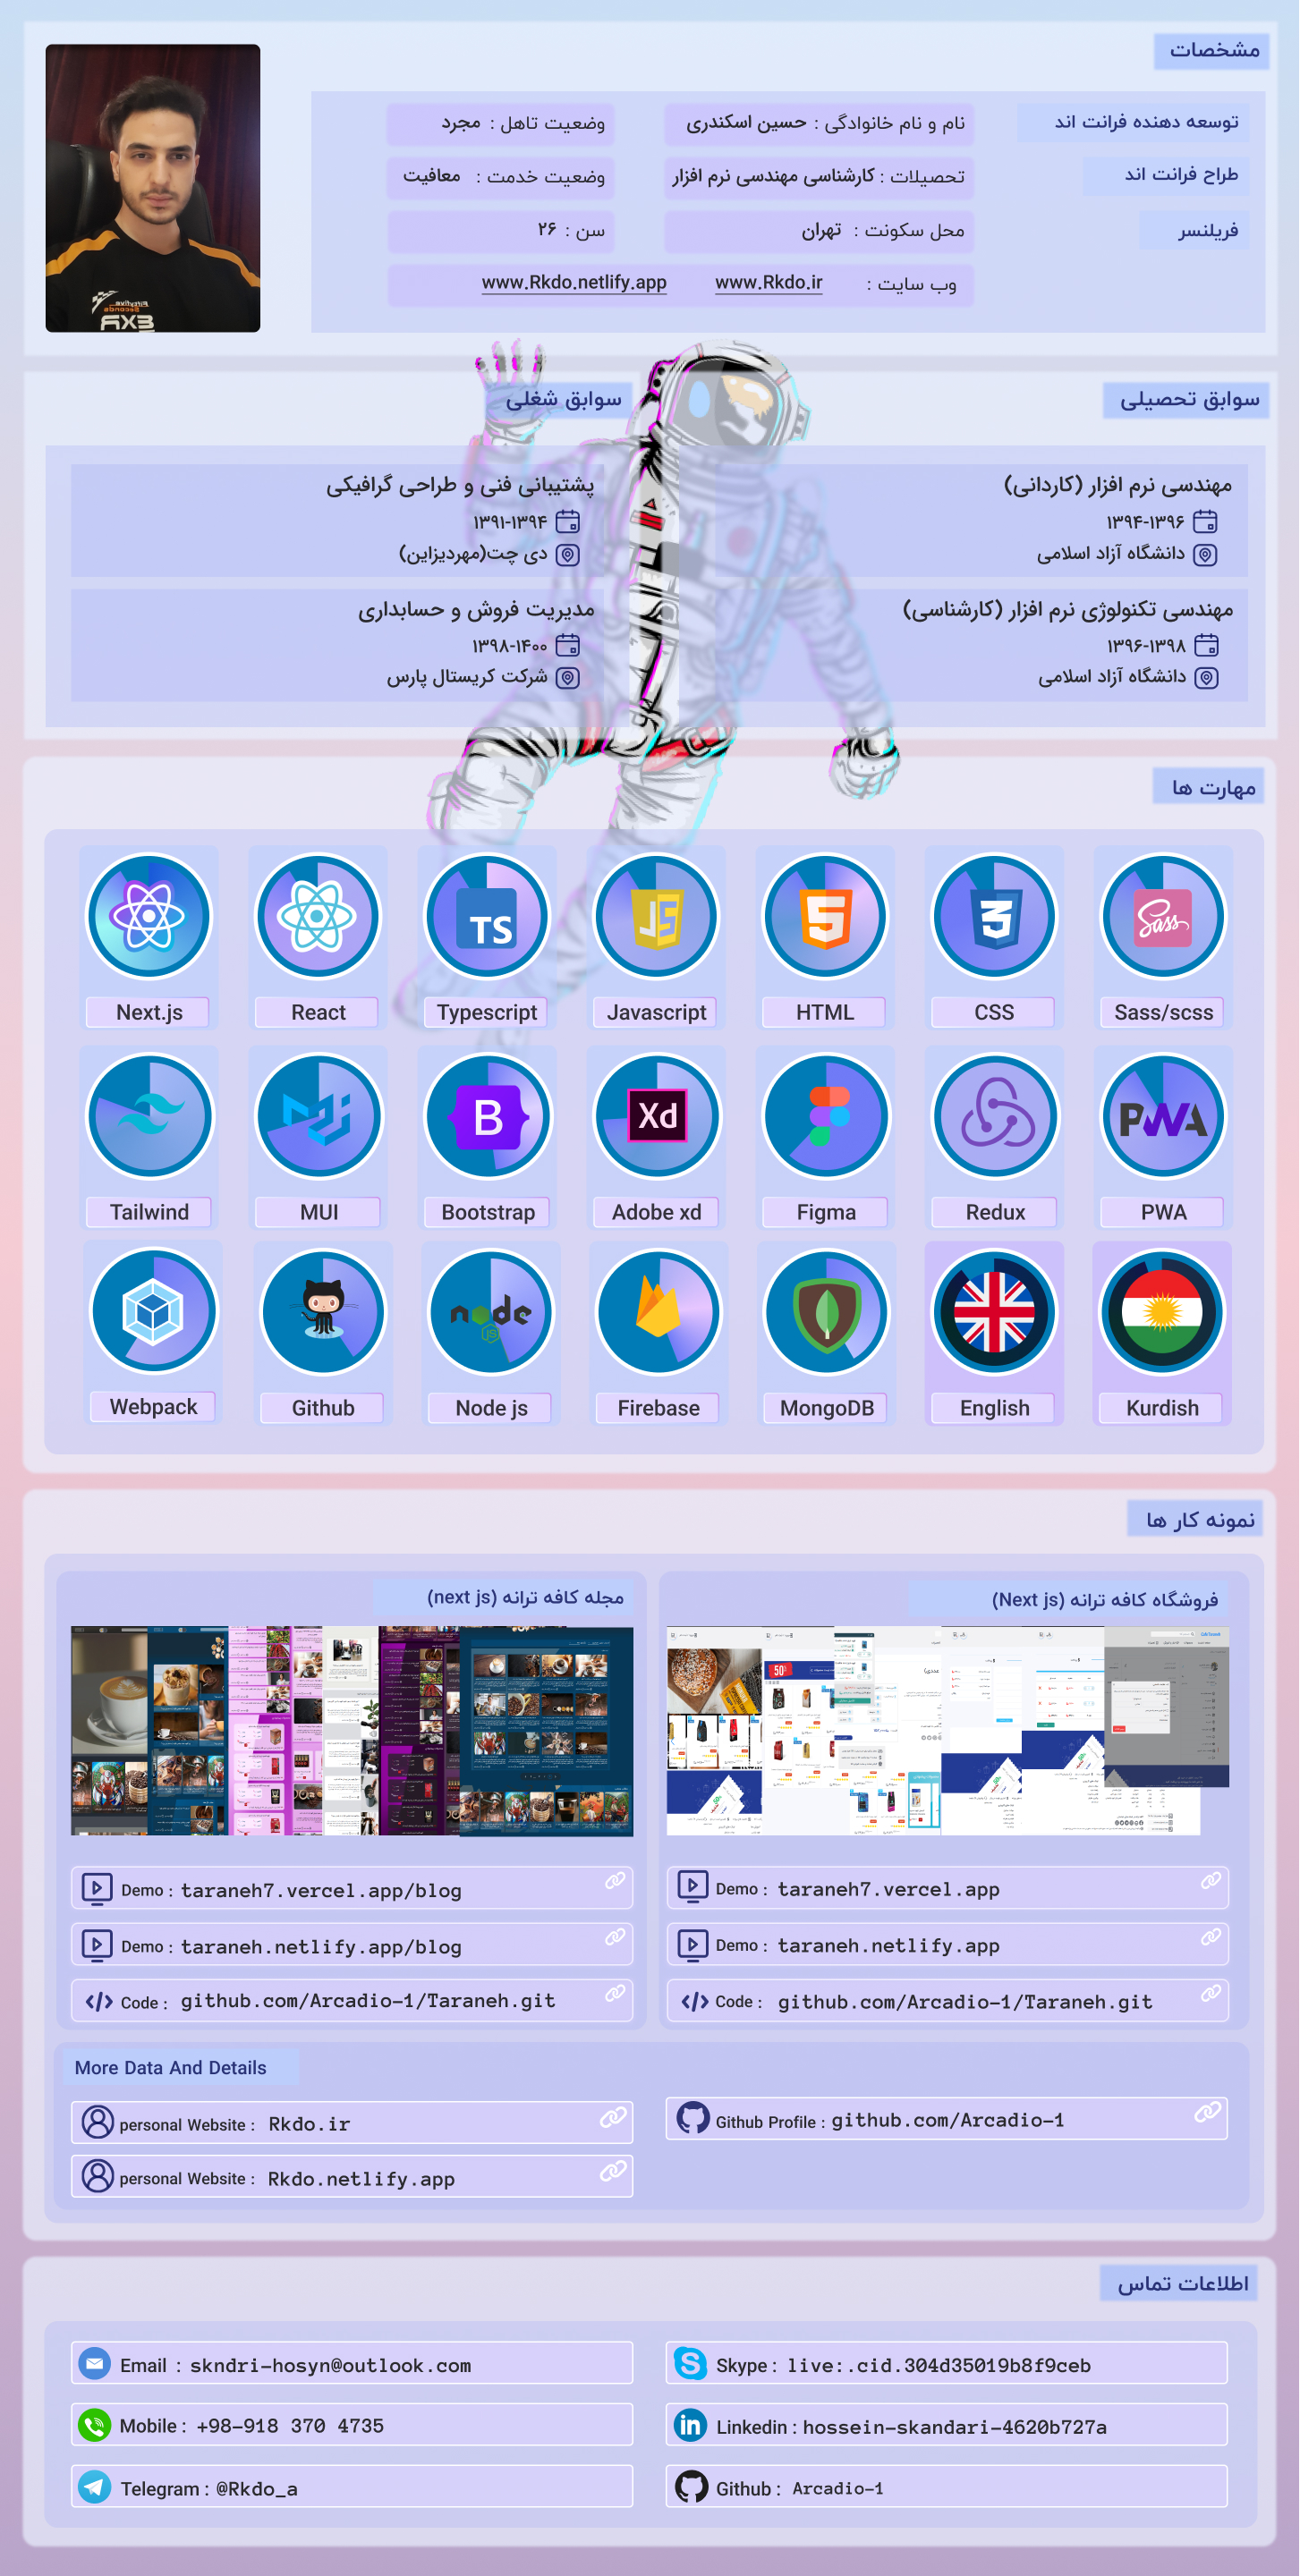 مشخصات
توسعه دهنده فرانت اند
نام و نام خانوادگی : حسین اسکندری
وضعیت تاهل : مجرد
طراح فرانت اند
تحصیلات : کارشناسی مهندسی نرم افزار
وضعیت خدمت : معافیت
فریلنسر
محل سکونت : تهران
سن : ۲۶
وب سایت : www.Rkdo.ir www.Rkdo.netlify.app
سوابق تحصیلی
مهندسی نرم افزار (کاردانی)
۱۳۹۴-۱۳۹۶
دانشگاه آزاد اسلامی
مهندسی تکنولوژی نرم افزار (کارشناسی)
۱۳۹۶-۱۳۹۸
دانشگاه آزاد اسلامی
سوابق شغلی
پشتیبانی فنی و طراحی گرافیکی
۱۳۹۱-۱۳۹۴
دی چت(مهردیزاین)
مدیریت فروش و حسابداری
۱۳۹۸-۱۴۰۰
شرکت کریستال پارس
مهارت ها
TS
JS
5
3
Sass
Next.js
React
Typescript
Javascript
HTML
CSS
Sass/scss
B
Xd
PWA
Tailwind
MUI
Bootstrap
Adobe xd
Figma
Redux
PWA
node
JS
Webpack
Github
Node js
Firebase
MongoDB
English
Kurdish
نمونه کار ها
فروشگاه کافه ترانه (Next js)
50
Demo : taraneh7.vercel.app
Demo : taraneh.netlify.app
Code : github.com/Arcadio-1/Taraneh.git
مجله کافه ترانه (next js)
Demo : taraneh7.vercel.app/blog
Demo : taraneh.netlify.app/blog
Code : github.com/Arcadio-1/Taraneh.git
More Data And Details
personal Website : Rkdo.ir
Github Profile : github.com/Arcadio-1
personal Website : Rkdo.netlify.app
اطلاعات تماس
Email : skndri-hosyn@outlook.com
Skype : live:.cid.304d35019b8f9ceb
Mobile : +98-918 370 4735
Linkedin : hossein-skandari-4620b727a
Telegram : @Rkdo_a
Github : Arcadio-1